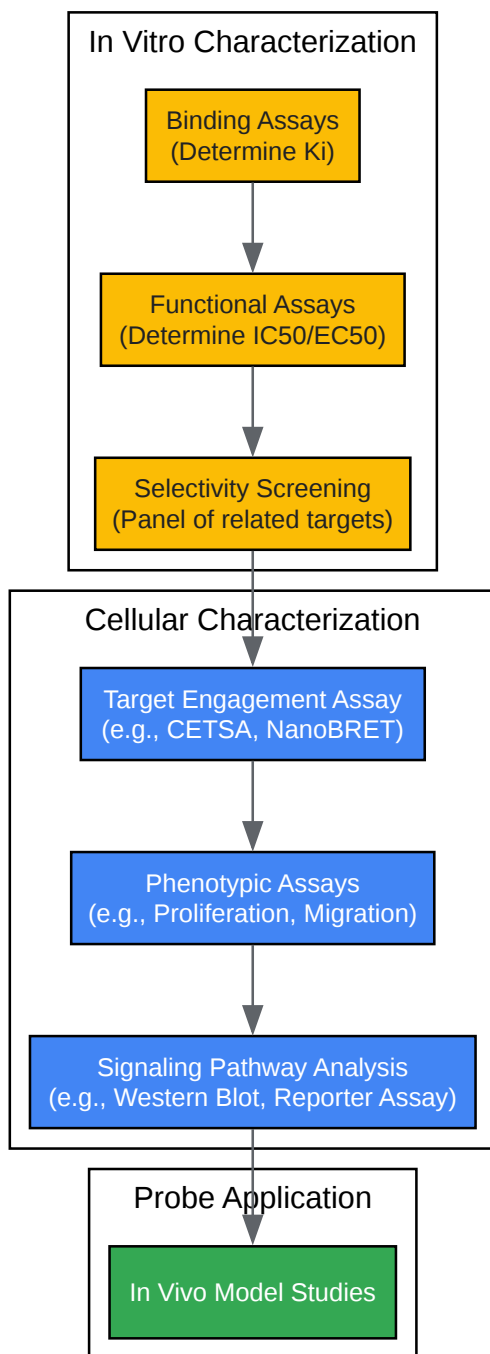 In Vitro Characterization
Binding Assays
(Determine Ki)
Functional Assays
(Determine IC50/EC50)
Selectivity Screening
(Panel of related targets)
Cellular Characterization
Target Engagement Assay
(e.g., CETSA, NanoBRET)
Phenotypic Assays
(e.g., Proliferation, Migration)
Signaling Pathway Analysis
(e.g., Western Blot, Reporter Assay)
Probe Application
In Vivo Model Studies